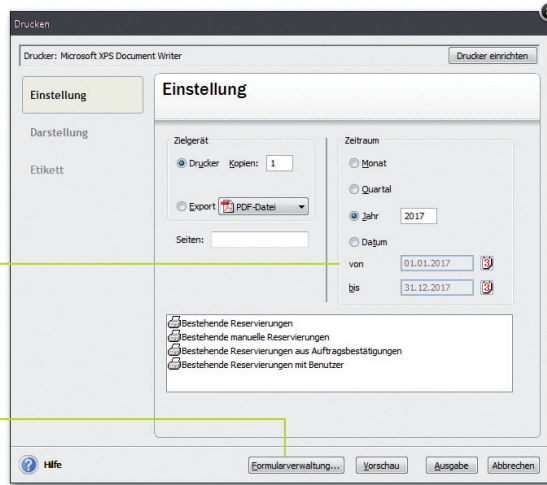 Drucken
Drucker: Microsoft XPS Document Writer
Drucker einrichten
Einstellung
Darstellung
Etikett
Einstellung
Zielgerät
Drucker Kopien: 1
Export PDF-Datei
Seiten:
Zeitraum
Monat
Quartal
Jahr 2017
Datum
von 01.01.2017
bis 31.12.2017
Bestehende Reservierungen
Bestehende manuelle Reservierungen
Bestehende Reservierungen aus Auftragsbestätigungen
Bestehende Reservierungen mit Benutzer
Hilfe
Formularverwaltung...
Vorschau
Ausgabe
Abbrechen